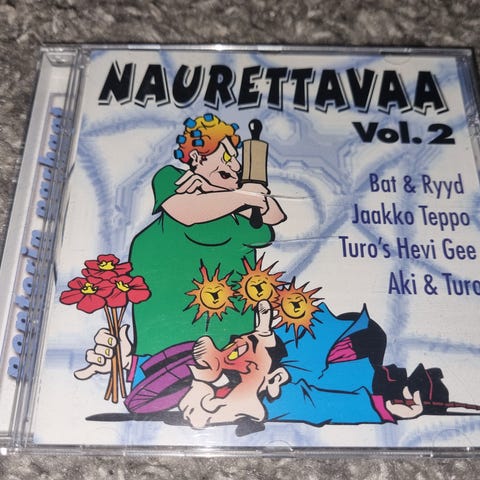 NAURETTAVAA
Vol.2
Bat & Ryyd
Jaakko Teppo
Turo's Hevi Gee
Aki & Turo